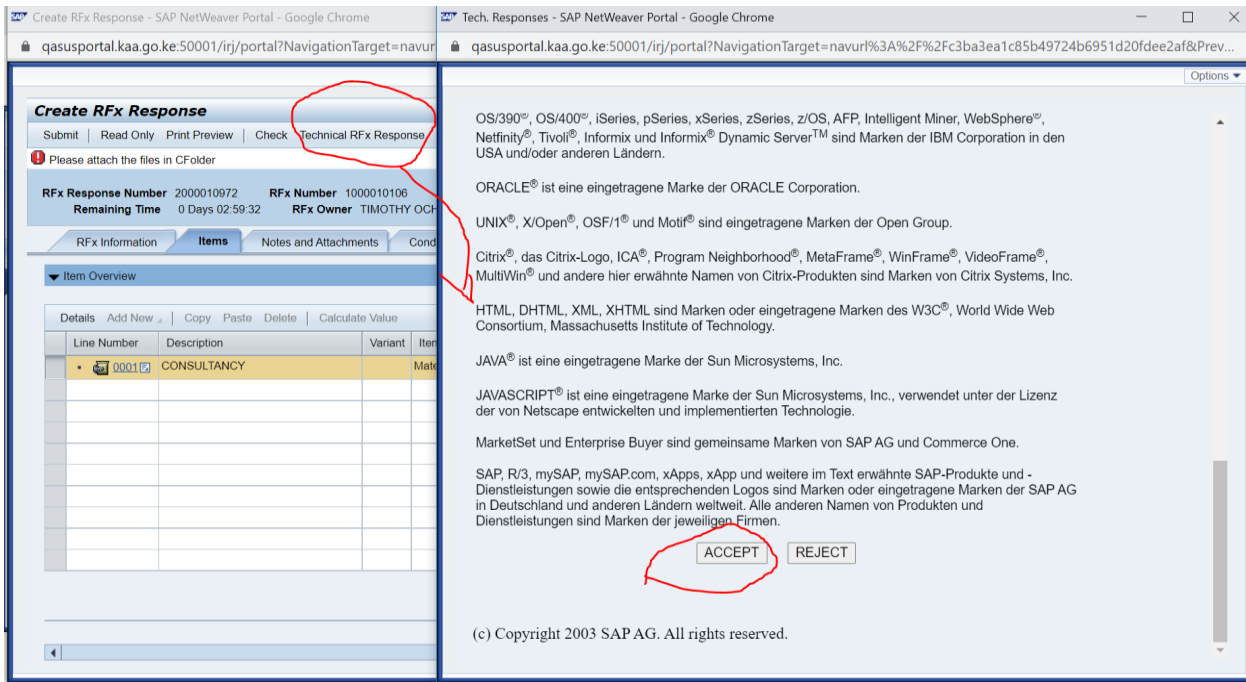 Create RFx Response - SAP NetWeaver Portal - Google Chrome
qasusportal.kaa.go.ke:50001/irj/portal?NavigationTarget=navurl
Create RFx Response
Submit | Read Only Print Preview | Check Technical RFx Response
Please attach the files in CFolder
RFx Response Number 2000010972 RFx Number 1000010106
Remaining Time 0 Days 02:59:32 RFx Owner TIMOTHY OCH
RFx Information Items Notes and Attachments Cond
Item Overview
Details Add New | Copy Paste Delete | Calculate Value
Line Number Description Variant Iter
0001 CONSULTANCY Mate
Tech. Responses - SAP NetWeaver Portal - Google Chrome
qasusportal.kaa.go.ke:50001/irj/portal?NavigationTarget=navurl%3A%2F%2Fc3ba3ea1c85b49724b6951d20fdee2af&Prev...
Options
OS/390®, OS/400®, iSeries, pSeries, xSeries, zSeries, z/OS, AFP, Intelligent Miner, WebSphere®,
Netfinity®, Tivoli®, Informix und Informix® Dynamic Server™ sind Marken der IBM Corporation in den
USA und/oder anderen Ländern.
ORACLE® ist eine eingetragene Marke der ORACLE Corporation.
UNIX®, X/Open®, OSF/1® und Motif® sind eingetragene Marken der Open Group.
Citrix®, das Citrix-Logo, ICA®, Program Neighborhood®, MetaFrame®, WinFrame®, VideoFrame®,
MultiWin® und andere hier erwähnte Namen von Citrix-Produkten sind Marken von Citrix Systems, Inc.
HTML, DHTML, XML, XHTML sind Marken oder eingetragene Marken des W3C®, World Wide Web
Consortium, Massachusetts Institute of Technology.
JAVA® ist eine eingetragene Marke der Sun Microsystems, Inc.
JAVASCRIPT® ist eine eingetragene Marke der Sun Microsystems, Inc., verwendet unter der Lizenz
der von Netscape entwickelten und implementierten Technologie.
MarketSet und Enterprise Buyer sind gemeinsame Marken von SAP AG und Commerce One.
SAP, R/3, mySAP, mySAP.com, xApps, xApp und weitere im Text erwähnte SAP-Produkte und -
Dienstleistungen sowie die entsprechenden Logos sind Marken oder eingetragene Marken der SAP AG
in Deutschland und anderen Ländern weltweit. Alle anderen Namen von Produkten und
Dienstleistungen sind Marken der jeweiligen Firmen.
ACCEPT REJECT
(c) Copyright 2003 SAP AG. All rights reserved.